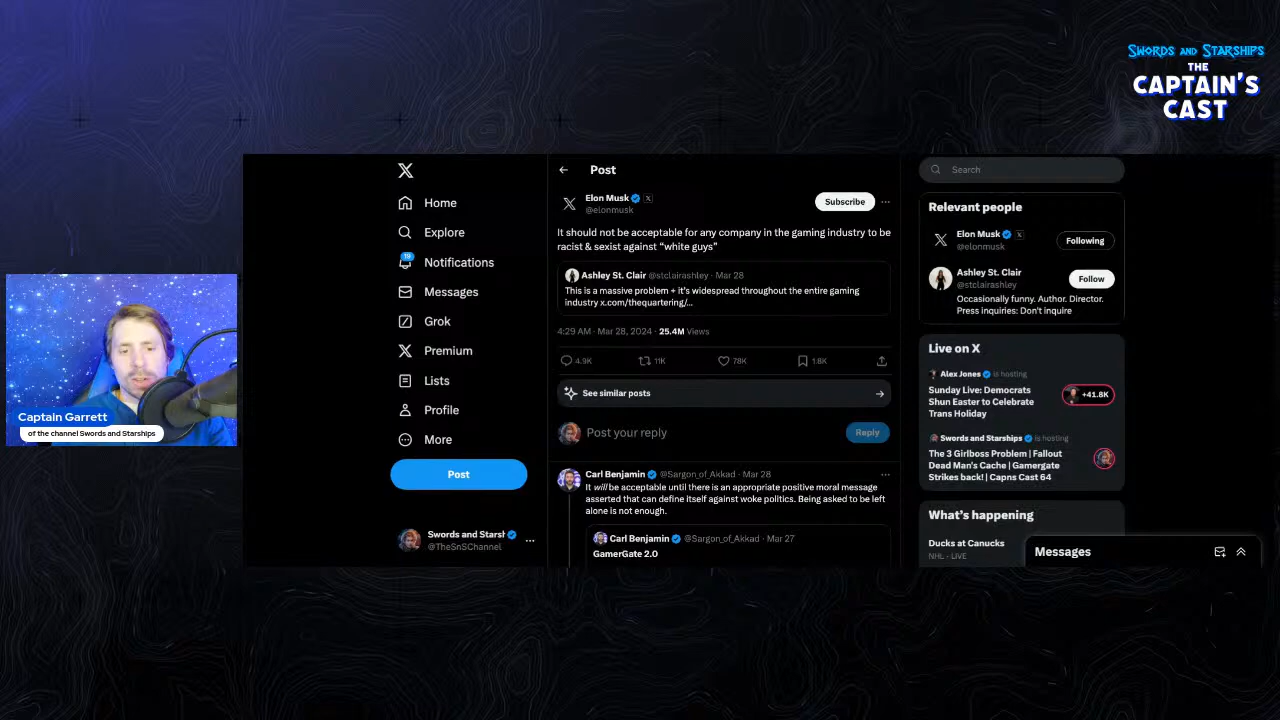 Swords and Starships
THE
CAPTAIN'S
CAST
Captain Garrett
of the channel Swords and Starships
Home
Explore
19
Notifications
Messages
Grok
Premium
Lists
Profile
More
Post
Swords and Starsh
@TheSnSChannel
Post
Elon Musk
@elonmusk
Subscribe
It should not be acceptable for any company in the gaming industry to be
racist & sexist against “white guys”
Ashley St. Clair @stclairashley · Mar 28
This is a massive problem + it's widespread throughout the entire gaming
industry x.com/thequartering/...
4:29 AM · Mar 28, 2024 · 25.4M Views
4.9K 11K 78K 1.8K
See similar posts
Post your reply
Reply
Carl Benjamin @Sargon_of_Akkad · Mar 28
It will be acceptable until there is an appropriate positive moral message
asserted that can define itself against woke politics. Being asked to be left
alone is not enough.
Carl Benjamin @Sargon_of_Akkad · Mar 27
GamerGate 2.0
Search
Relevant people
Elon Musk
@elonmusk
Following
Ashley St. Clair
@stclairashley
Follow
Occasionally funny. Author. Director.
Press inquiries: Don't inquire
Live on X
Alex Jones is hosting
Sunday Live: Democrats
Shun Easter to Celebrate
Trans Holiday
+41.8K
Swords and Starships is hosting
The 3 Girlboss Problem | Fallout
Dead Man's Cache | Gamergate
Strikes back! | Capns Cast 64
What's happening
Ducks at Canucks
NHL - LIVE
Messages